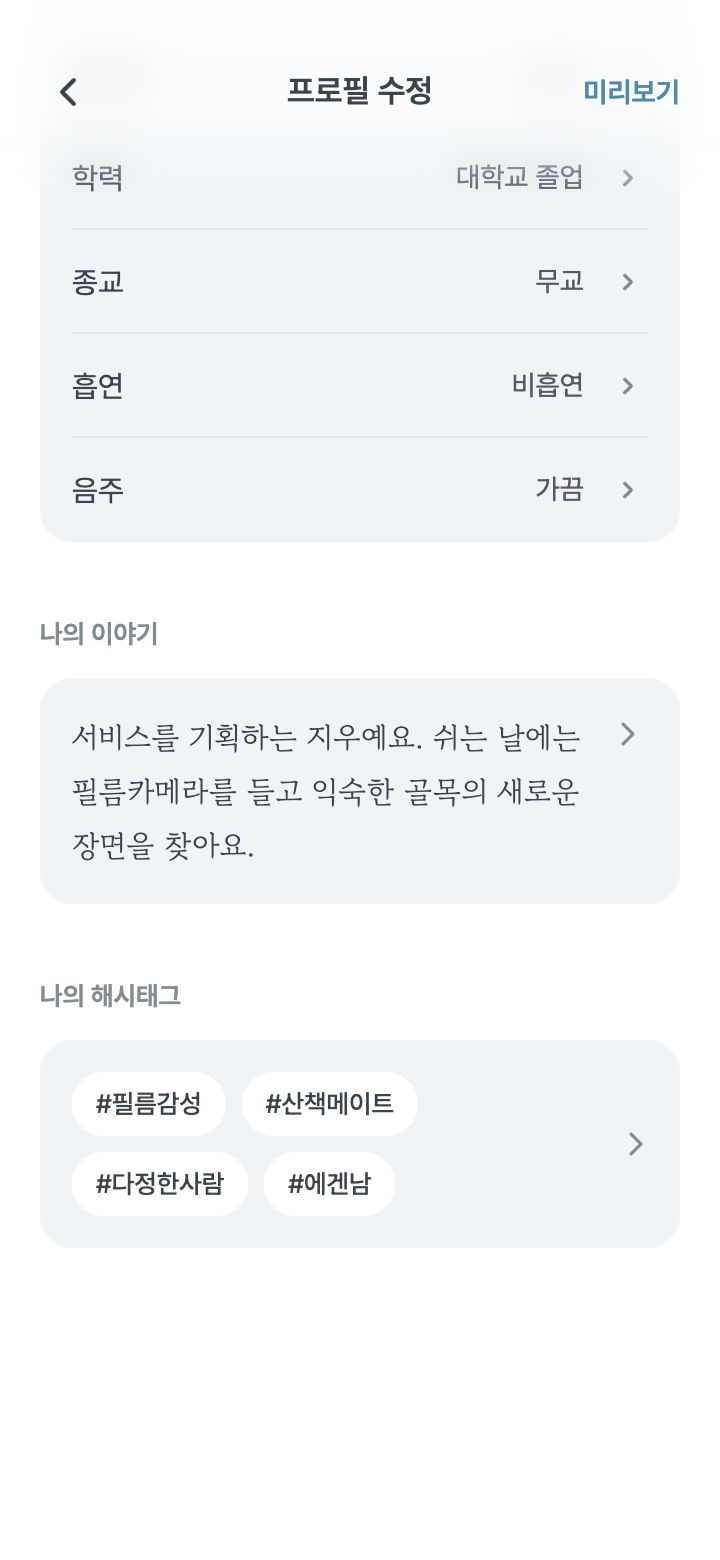 프로필 수정
미리보기
학력
대학교 졸업
종교
무교
흡연
비흡연
음주
가끔
나의 이야기
서비스를 기획하는 지우예요. 쉬는 날에는
필름카메라를 들고 익숙한 골목의 새로운
장면을 찾아요.
나의 해시태그
#필름감성 #산책메이트
#다정한사람 #에겐남